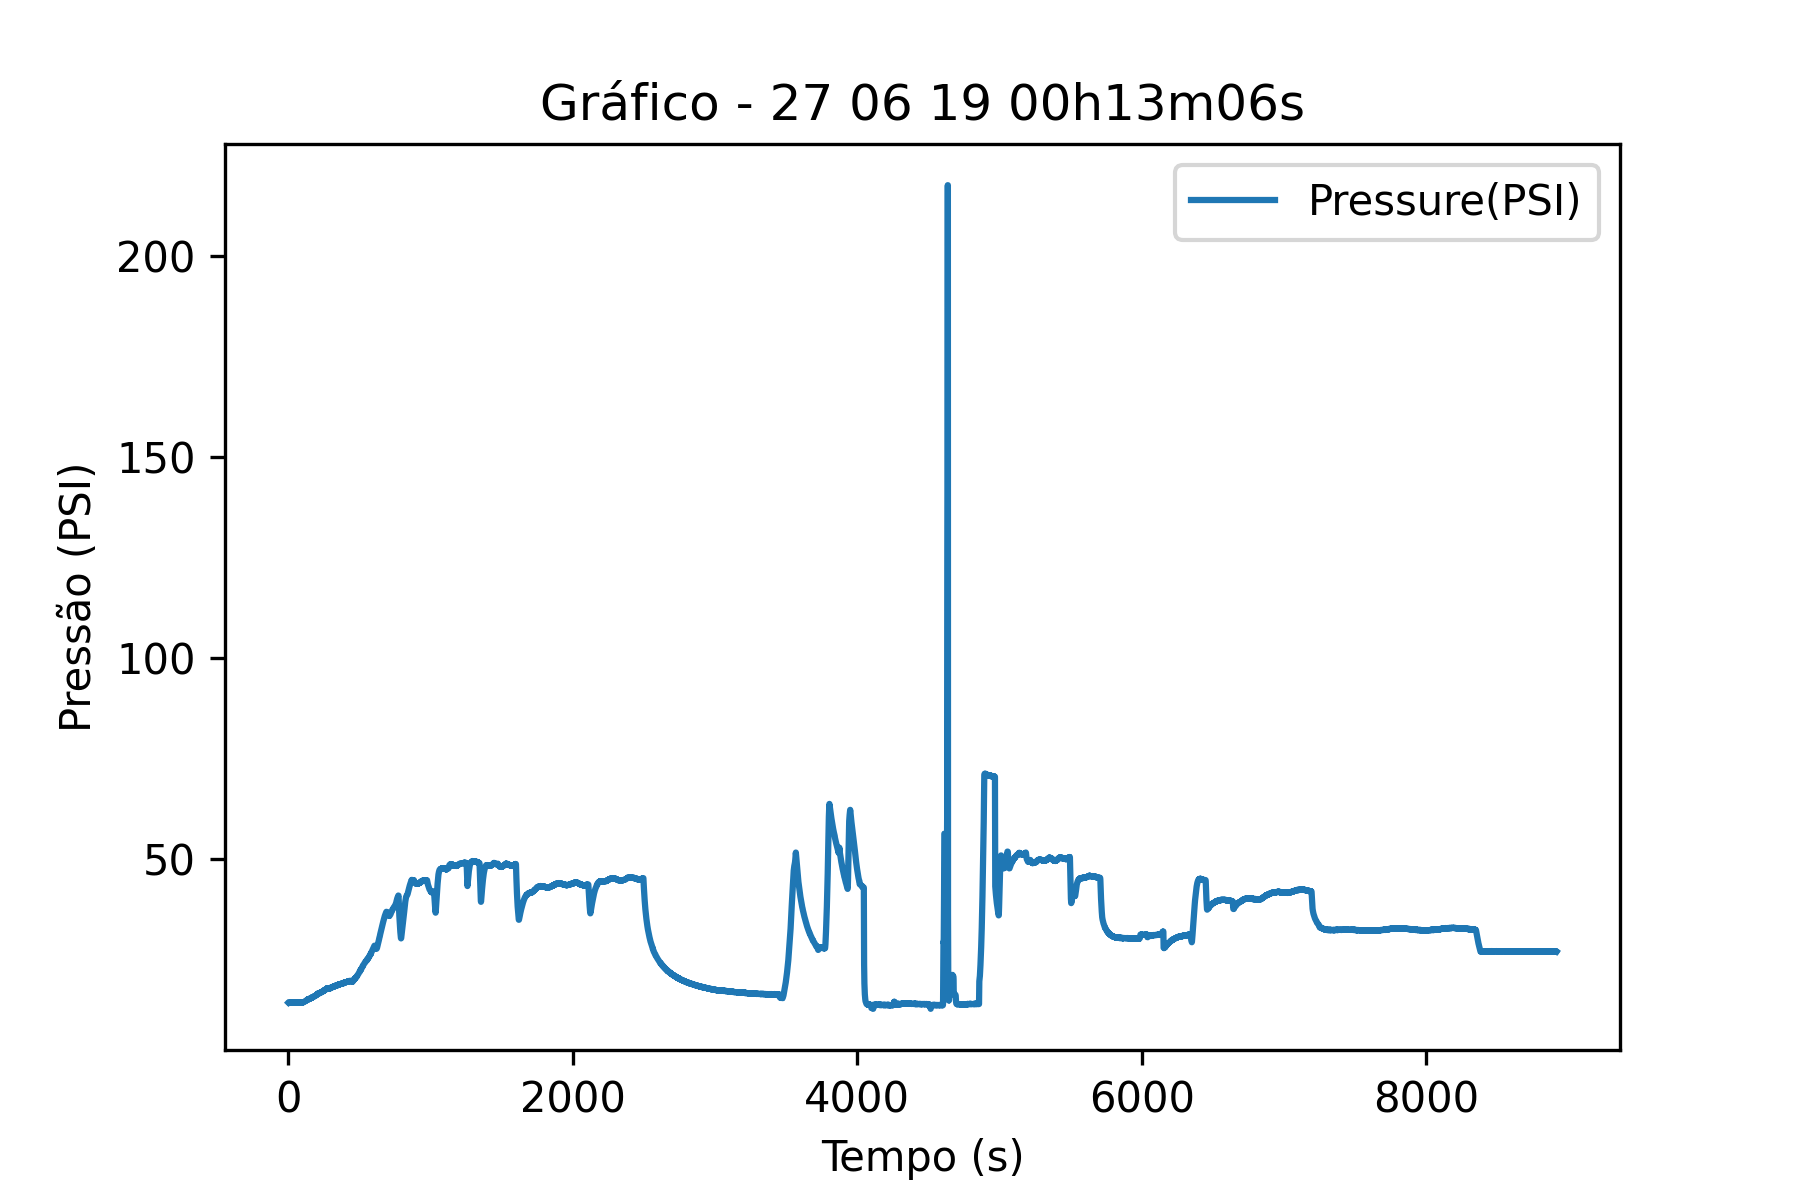 Gráfico - 27 06 19 00h13m06s
Pressure(PSI)
200
150
100
50
Pressão (PSI)
0 2000 4000 6000 8000
Tempo (s)